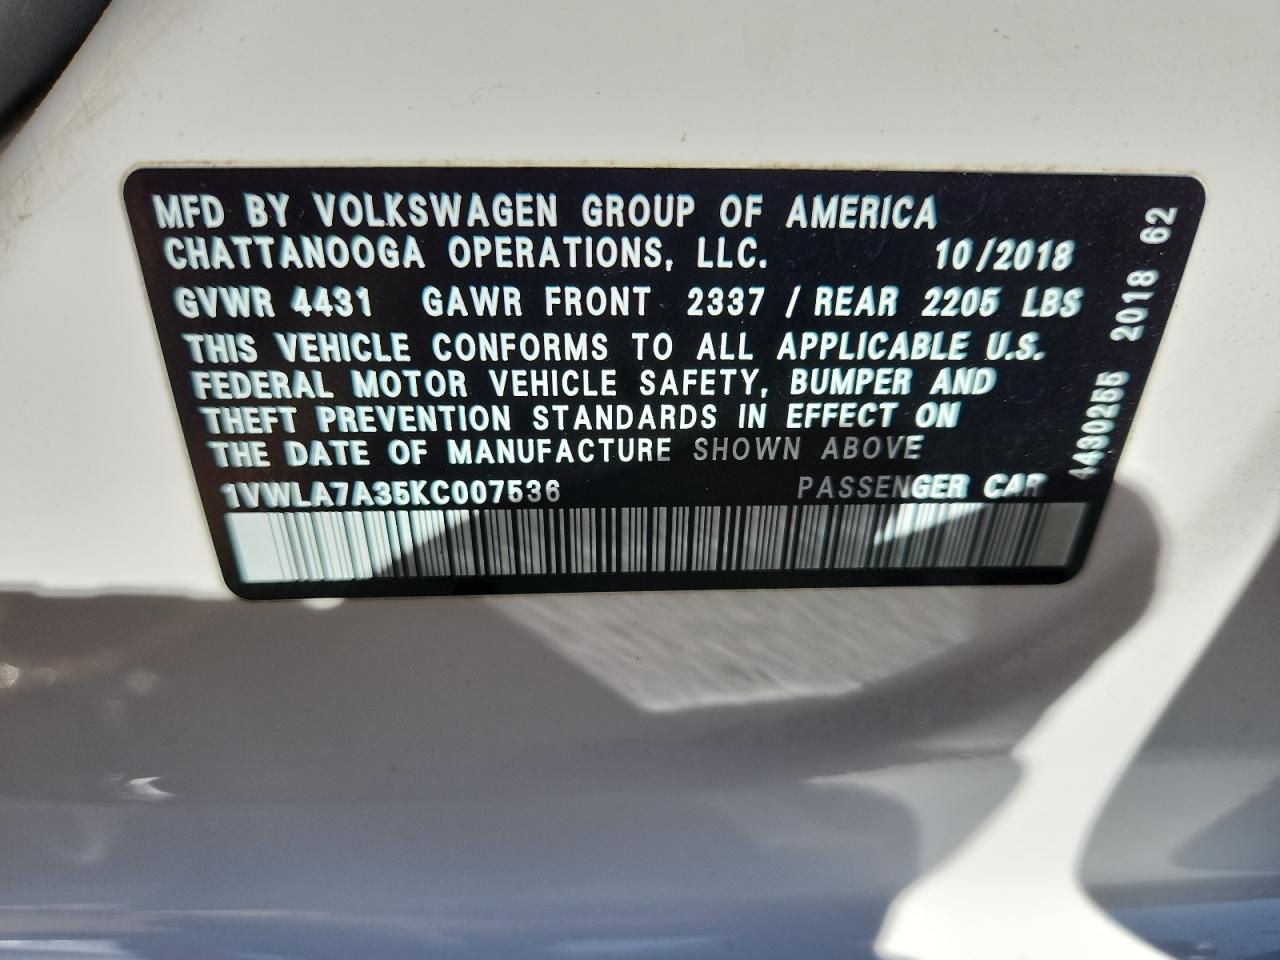 MFD BY VOLKSWAGEN GROUP OF AMERICA
CHATTANOOGA OPERATIONS, LLC. 10/2018
GVWR 4431 GAWR FRONT 2337 / REAR 2205 LBS
THIS VEHICLE CONFORMS TO ALL APPLICABLE U.S.
FEDERAL MOTOR VEHICLE SAFETY, BUMPER AND
THEFT PREVENTION STANDARDS IN EFFECT ON
THE DATE OF MANUFACTURE SHOWN ABOVE
1VWLA7A35KC007536 PASSENGER CAR
4430255 2018 62